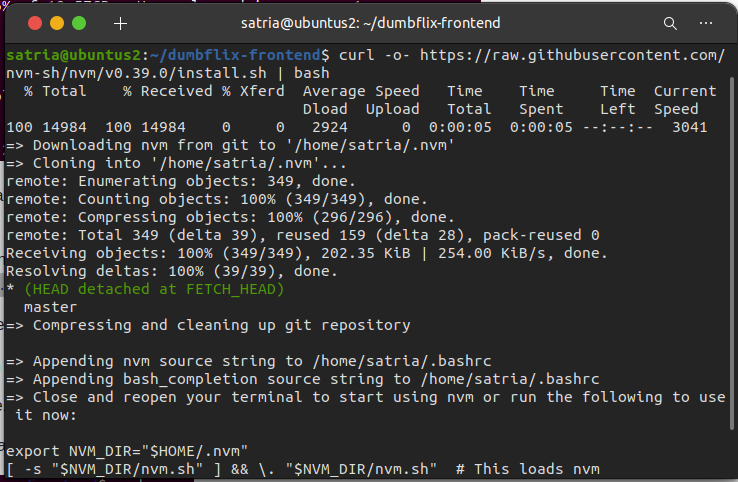 satria@ubuntus2: ~/dumbflix-frontend
satria@ubuntus2:~/dumbflix-frontend$ curl -o- https://raw.githubusercontent.com/
nvm-sh/nvm/v0.39.0/install.sh | bash
  % Total    % Received % Xferd  Average Speed   Time    Time     Time  Current
                                 Dload  Upload   Total   Spent    Left  Speed
100 14984  100 14984    0     0   2924      0  0:00:05  0:00:05 --:--:--  3041
=> Downloading nvm from git to '/home/satria/.nvm'
=> Cloning into '/home/satria/.nvm'...
remote: Enumerating objects: 349, done.
remote: Counting objects: 100% (349/349), done.
remote: Compressing objects: 100% (296/296), done.
remote: Total 349 (delta 39), reused 159 (delta 28), pack-reused 0
Receiving objects: 100% (349/349), 202.35 KiB | 254.00 KiB/s, done.
Resolving deltas: 100% (39/39), done.
* (HEAD detached at FETCH_HEAD)
  master
=> Compressing and cleaning up git repository
=> Appending nvm source string to /home/satria/.bashrc
=> Appending bash_completion source string to /home/satria/.bashrc
=> Close and reopen your terminal to start using nvm or run the following to use
 it now:
export NVM_DIR="$HOME/.nvm"
[ -s "$NVM_DIR/nvm.sh" ] && \. "$NVM_DIR/nvm.sh"  # This loads nvm